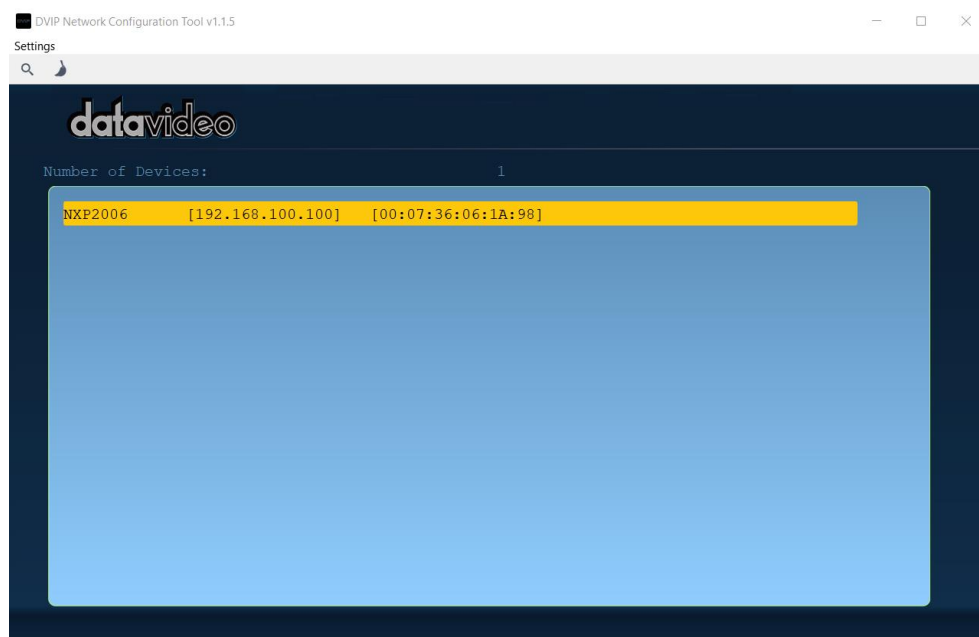 DVIP Network Configuration Tool v1.1.5
Settings
datavideo
Number of Devices: 1
NXP2006 [192.168.100.100] [00:07:36:06:1A:98]